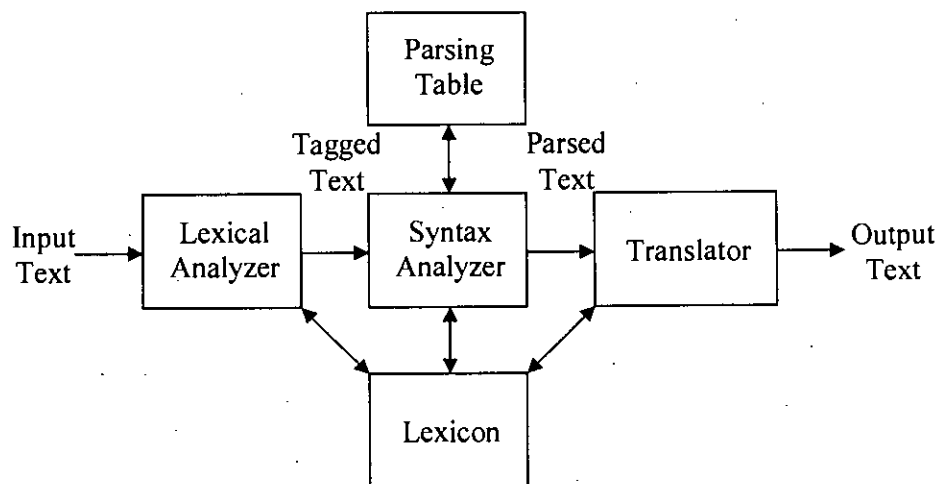 Parsing
Table
Tagged
Text
Parsed
Text
Input
Text
Lexical
Analyzer
Syntax
Analyzer
Translator
Output
Text
Lexicon